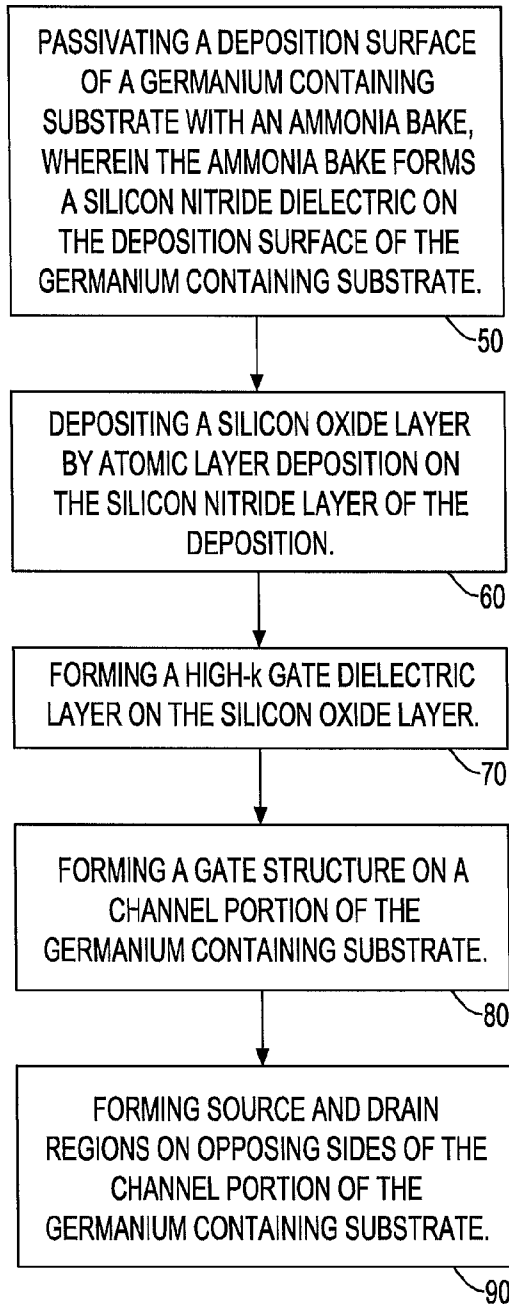 PASSIVATING A DEPOSITION SURFACE
OF A GERMANIUM CONTAINING
SUBSTRATE WITH AN AMMONIA BAKE,
WHEREIN THE AMMONIA BAKE FORMS
A SILICON NITRIDE DIELECTRIC ON
THE DEPOSITION SURFACE OF THE
GERMANIUM CONTAINING SUBSTRATE.
50
DEPOSITING A SILICON OXIDE LAYER
BY ATOMIC LAYER DEPOSITION ON
THE SILICON NITRIDE LAYER OF THE
DEPOSITION.
60
FORMING A HIGH-k GATE DIELECTRIC
LAYER ON THE SILICON OXIDE LAYER.
70
FORMING A GATE STRUCTURE ON A
CHANNEL PORTION OF THE
GERMANIUM CONTAINING SUBSTRATE.
80
FORMING SOURCE AND DRAIN
REGIONS ON OPPOSING SIDES OF THE
CHANNEL PORTION OF THE
GERMANIUM CONTAINING SUBSTRATE.
90